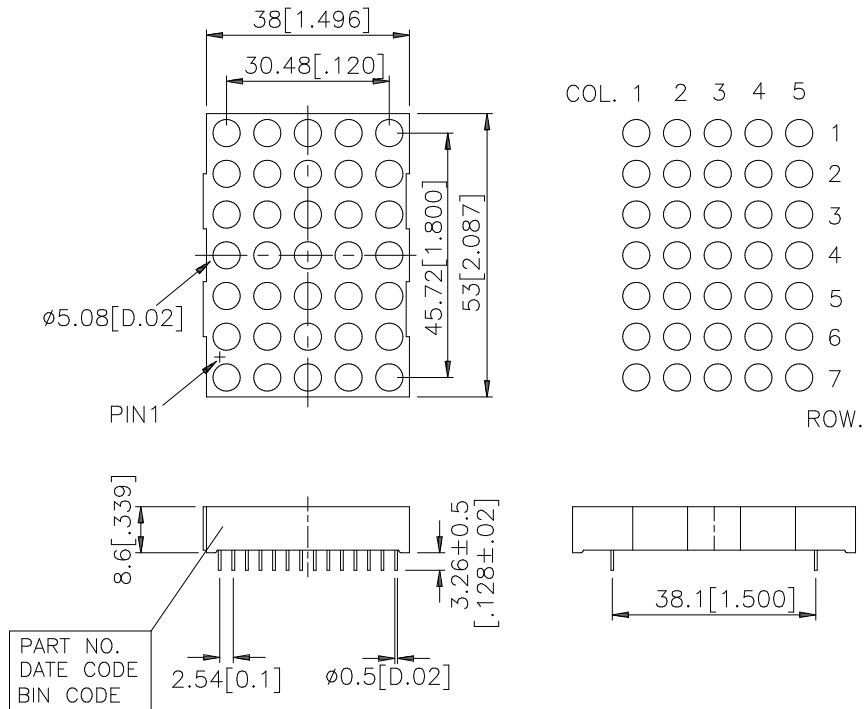 38[1.496]
30.48[.120]
COL. 1 2 3 4 5
1
2
3
4
5
6
7
ROW.
45.72[1.800]
53[2.087]
ø5.08[D.02]
PIN1
8.6[.339]
3.26±0.5
[.128±.02]
38.1[1.500]
PART NO.
DATE CODE
BIN CODE
2.54[0.1]
ø0.5[D.02]